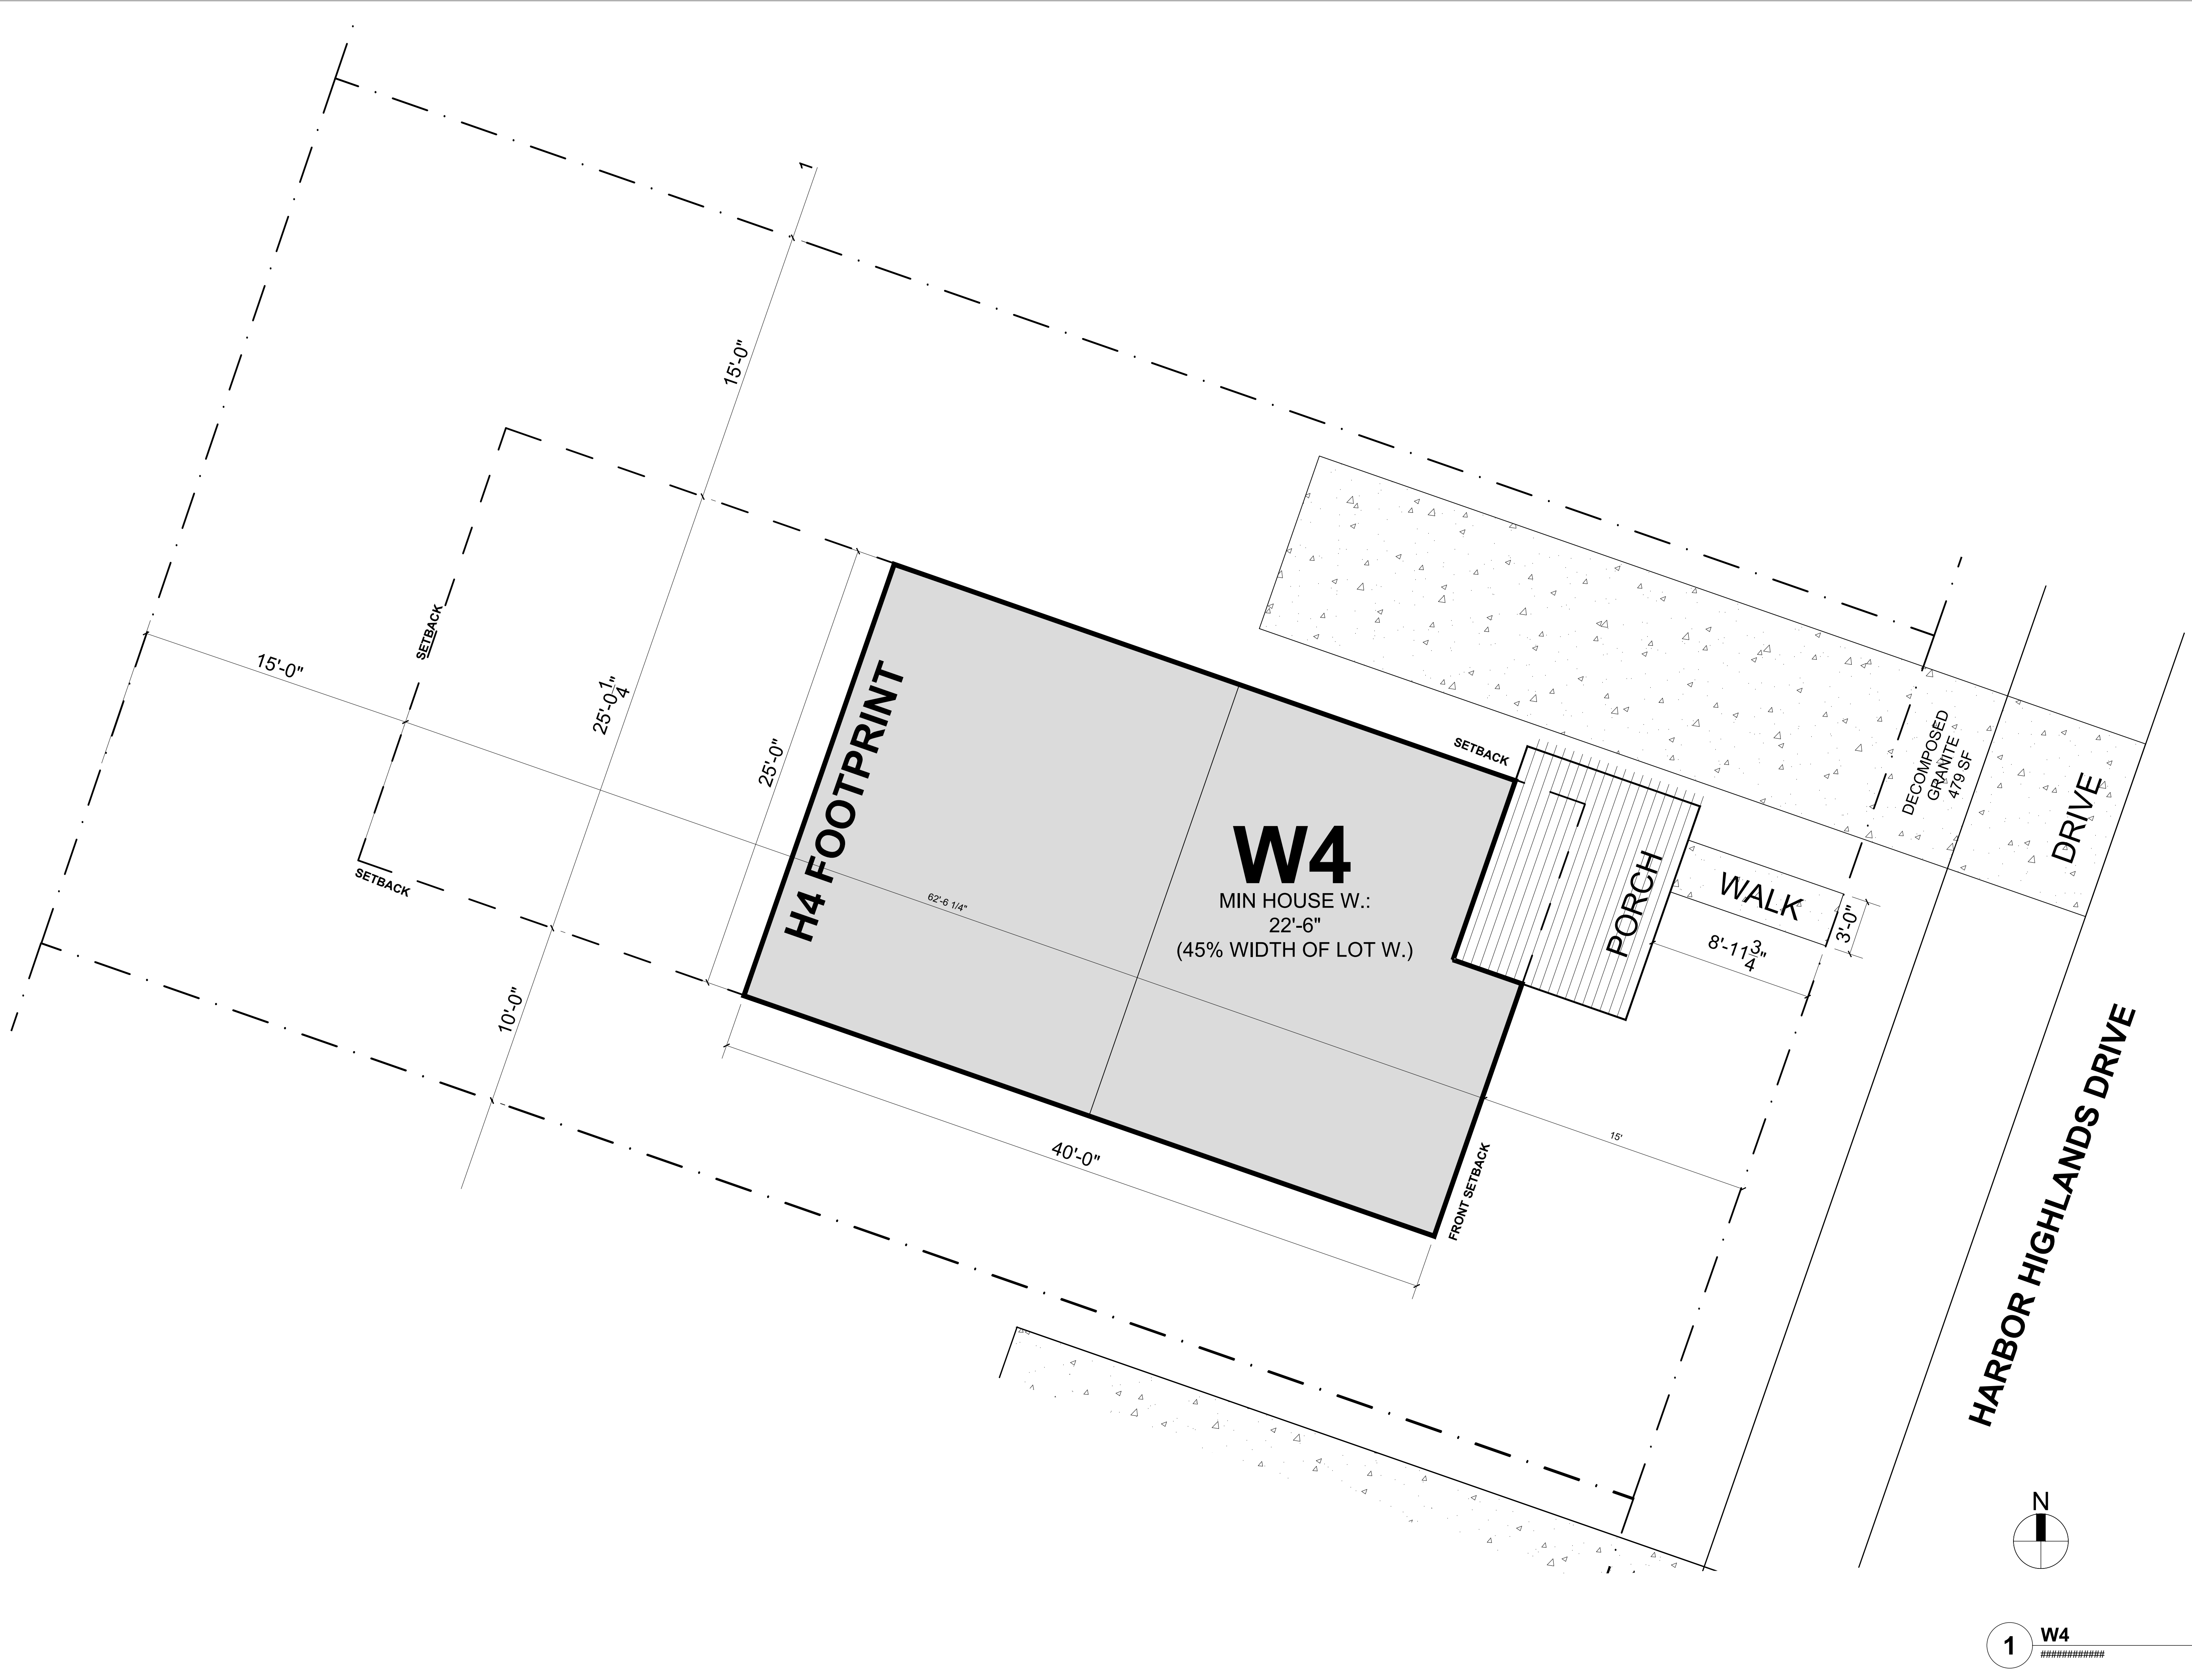 1
15'-0"
SETBACK
15'-0"
25'-0 1/4"
25'-0"
H4 FOOTPRINT
SETBACK
SETBACK
W4
MIN HOUSE W.:
22'-6"
(45% WIDTH OF LOT W.)
62'-6 1/4"
PORCH
WALK
3'-0"
8'-11 3/4"
DECOMPOSED
GRANITE
479 SF
DRIVE
10'-0"
40'-0"
15'
FRONT SETBACK
HARBOR HIGHLANDS DRIVE
N
1
W4
############